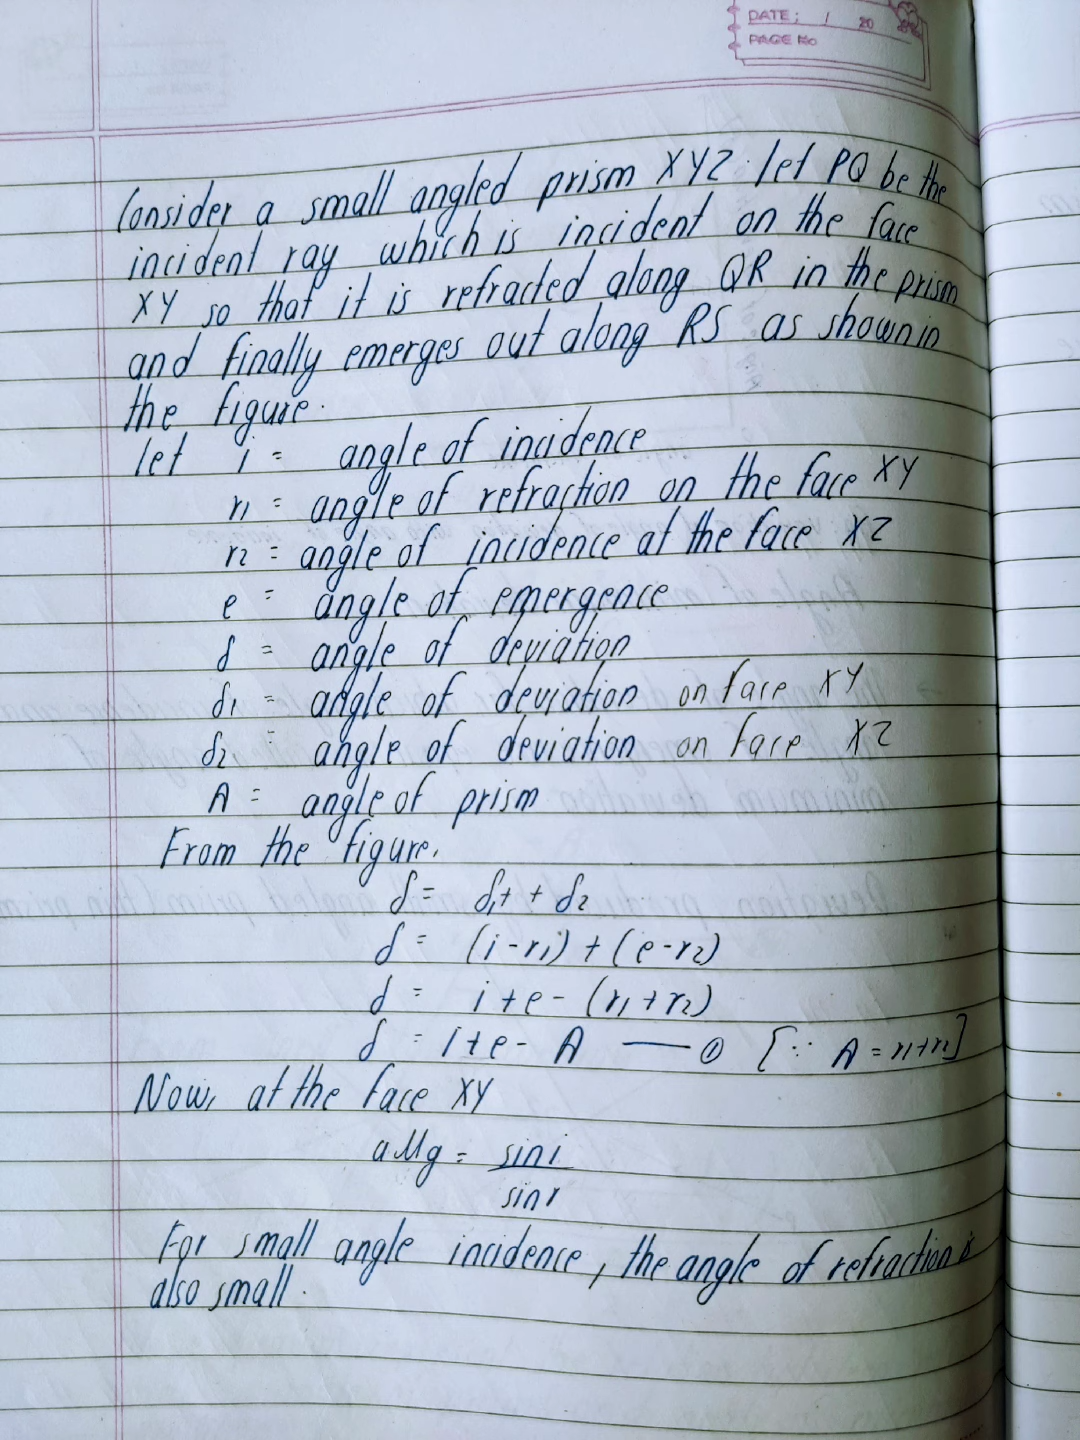 DATE: / 20
PAGE No
Consider a small angled prism XYZ. let PQ be the
incident ray which is incident on the face
XY so that it is refracted along QR in the prism
and finally emerges out along RS as shown in
the figure.
let i = angle of incidence
r1 = angle of refraction on the face XY
r2 = angle of incidence at the face XZ
e = angle of emergence
δ = angle of deviation
δ1 = angle of deviation on face XY
δ2 = angle of deviation on face XZ
A = angle of prism
From the figure.
δ = δ1+ + δ2
δ = (i-r1) + (e-r2)
d = i+e- (r1+r2)
δ = i+e- A — ① [∵ A = r1+r2]
Now, at the face XY
aμg = sini
sinr
For small angle incidence, the angle of refraction is
also small.